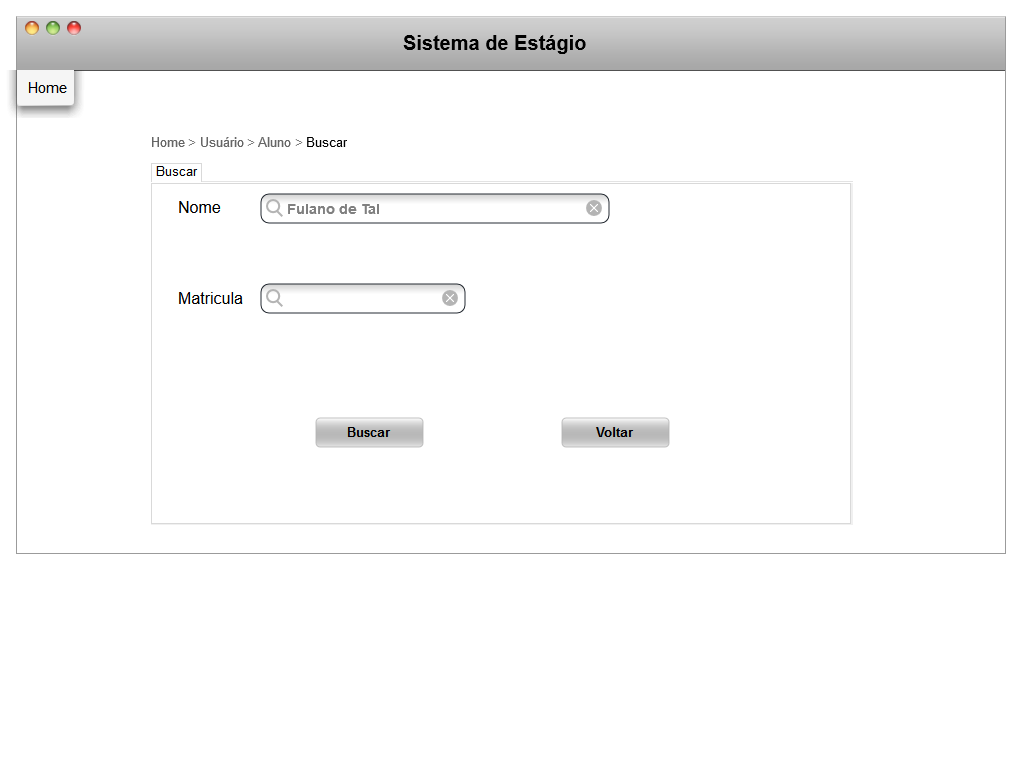 Sistema de Estágio
Home
Home > Usuário > Aluno > Buscar
Buscar
Nome Fulano de Tal
Matricula
Buscar Voltar